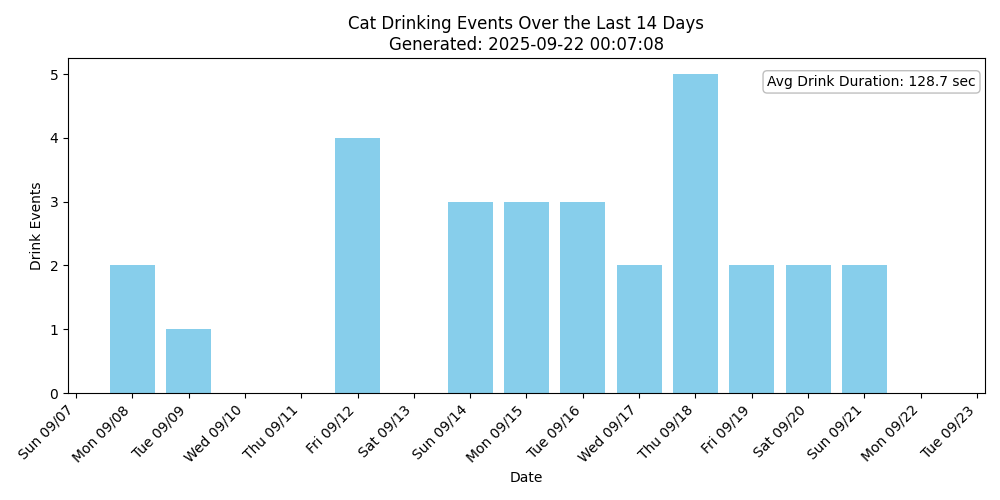 Cat Drinking Events Over the Last 14 Days
Generated: 2025-09-22 00:07:08
Avg Drink Duration: 128.7 sec
Drink Events
5
4
3
2
1
0
Sun 09/07
Mon 09/08
Tue 09/09
Wed 09/10
Thu 09/11
Fri 09/12
Sat 09/13
Sun 09/14
Mon 09/15
Tue 09/16
Wed 09/17
Thu 09/18
Fri 09/19
Sat 09/20
Sun 09/21
Mon 09/22
Tue 09/23
Date